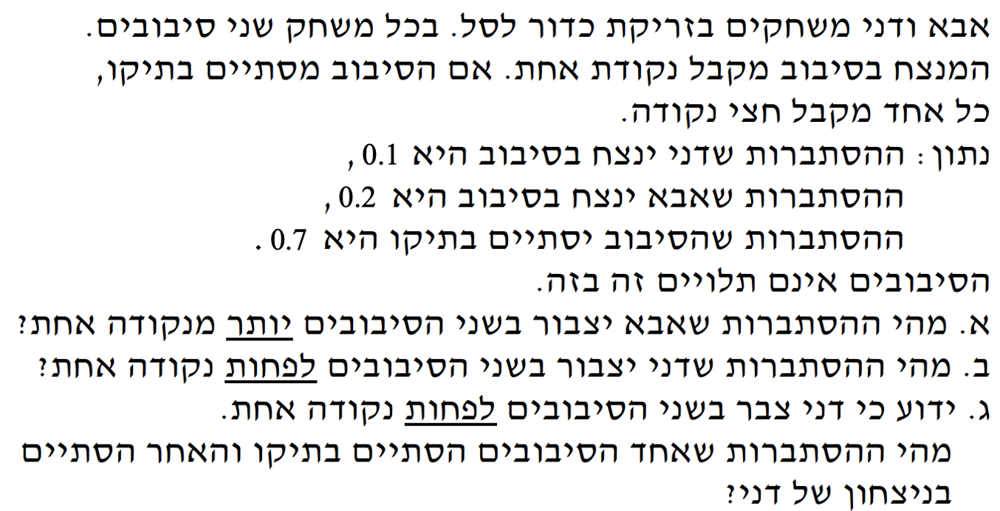 אבא ודני משחקים בזריקת כדור לסל. בכל משחק שני סיבובים.
המנצח בסיבוב מקבל נקודת אחת. אם הסיבוב מסתיים בתיקו,
כל אחד מקבל חצי נקודה.
נתון: ההסתברות שדני ינצח בסיבוב היא 0.1,
ההסתברות שאבא ינצח בסיבוב היא 0.2,
ההסתברות שהסיבוב יסתיים בתיקו היא 0.7.
הסיבובים אינם תלויים זה בזה.
א. מהי ההסתברות שאבא יצבור בשני הסיבובים יותר מנקודה אחת?
ב. מהי ההסתברות שדני יצבור בשני הסיבובים לפחות נקודה אחת?
ג. ידוע כי דני צבר בשני הסיבובים לפחות נקודה אחת.
מהי ההסתברות שאחד הסיבובים הסתיים בתיקו והאחר הסתיים
בניצחון של דני?